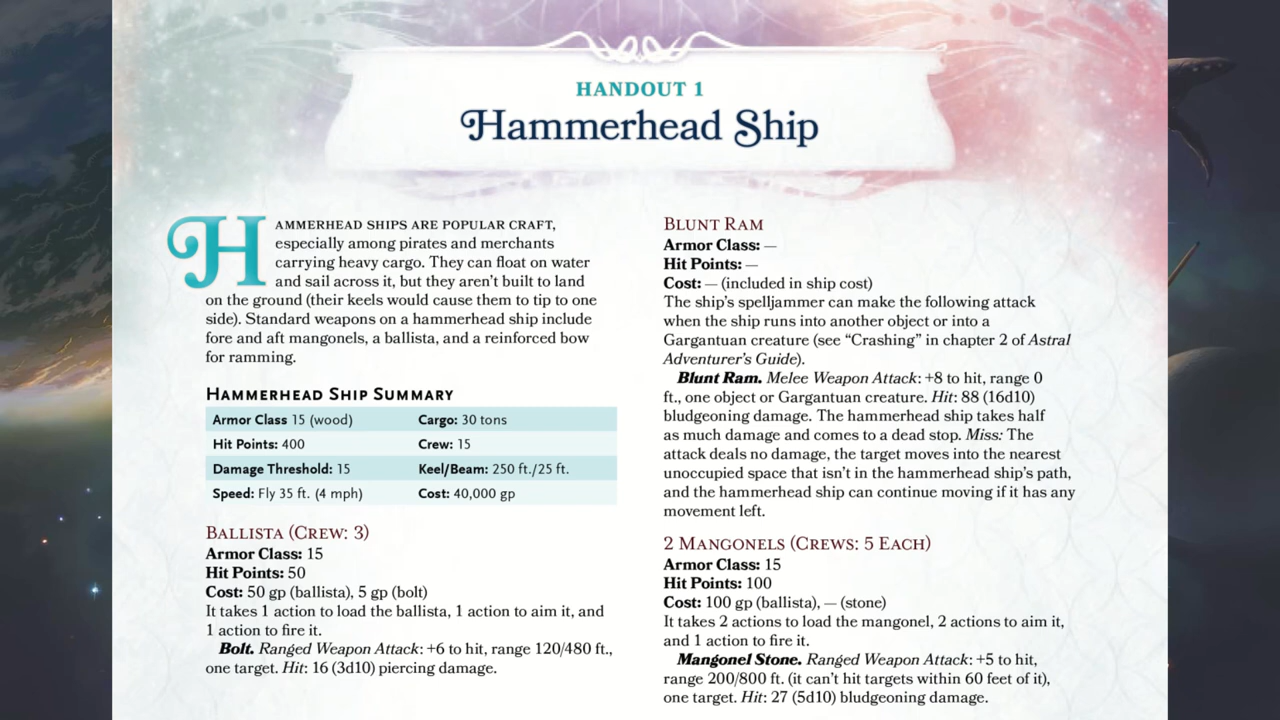 HANDOUT 1
Hammerhead Ship
HAMMERHEAD SHIPS ARE POPULAR CRAFT,
especially among pirates and merchants
carrying heavy cargo. They can float on water
and sail across it, but they aren't built to land
on the ground (their keels would cause them to tip to one
side). Standard weapons on a hammerhead ship include
fore and aft mangonels, a ballista, and a reinforced bow
for ramming.
HAMMERHEAD SHIP SUMMARY
Armor Class 15 (wood) Cargo: 30 tons
Hit Points: 400 Crew: 15
Damage Threshold: 15 Keel/Beam: 250 ft./25 ft.
Speed: Fly 35 ft. (4 mph) Cost: 40,000 gp
BALLISTA (CREW: 3)
Armor Class: 15
Hit Points: 50
Cost: 50 gp (ballista), 5 gp (bolt)
It takes 1 action to load the ballista, 1 action to aim it, and
1 action to fire it.
Bolt. Ranged Weapon Attack: +6 to hit, range 120/480 ft.,
one target. Hit: 16 (3d10) piercing damage.
BLUNT RAM
Armor Class: —
Hit Points: —
Cost: — (included in ship cost)
The ship's spelljammer can make the following attack
when the ship runs into another object or into a
Gargantuan creature (see “Crashing” in chapter 2 of Astral
Adventurer's Guide).
Blunt Ram. Melee Weapon Attack: +8 to hit, range 0
ft., one object or Gargantuan creature. Hit: 88 (16d10)
bludgeoning damage. The hammerhead ship takes half
as much damage and comes to a dead stop. Miss: The
attack deals no damage, the target moves into the nearest
unoccupied space that isn't in the hammerhead ship's path,
and the hammerhead ship can continue moving if it has any
movement left.
2 MANGONELS (CREWS: 5 EACH)
Armor Class: 15
Hit Points: 100
Cost: 100 gp (ballista), — (stone)
It takes 2 actions to load the mangonel, 2 actions to aim it,
and 1 action to fire it.
Mangonel Stone. Ranged Weapon Attack: +5 to hit,
range 200/800 ft. (it can't hit targets within 60 feet of it),
one target. Hit: 27 (5d10) bludgeoning damage.